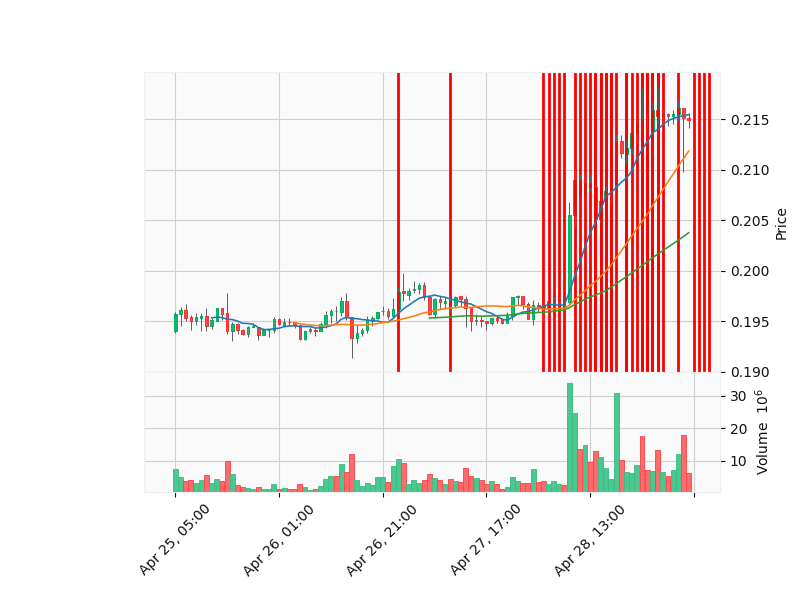 0.215
0.210
0.205
0.200
0.195
0.190
Price
30
20
10
Volume 10^6
Apr 25, 05:00
Apr 26, 01:00
Apr 26, 21:00
Apr 27, 17:00
Apr 28, 13:00